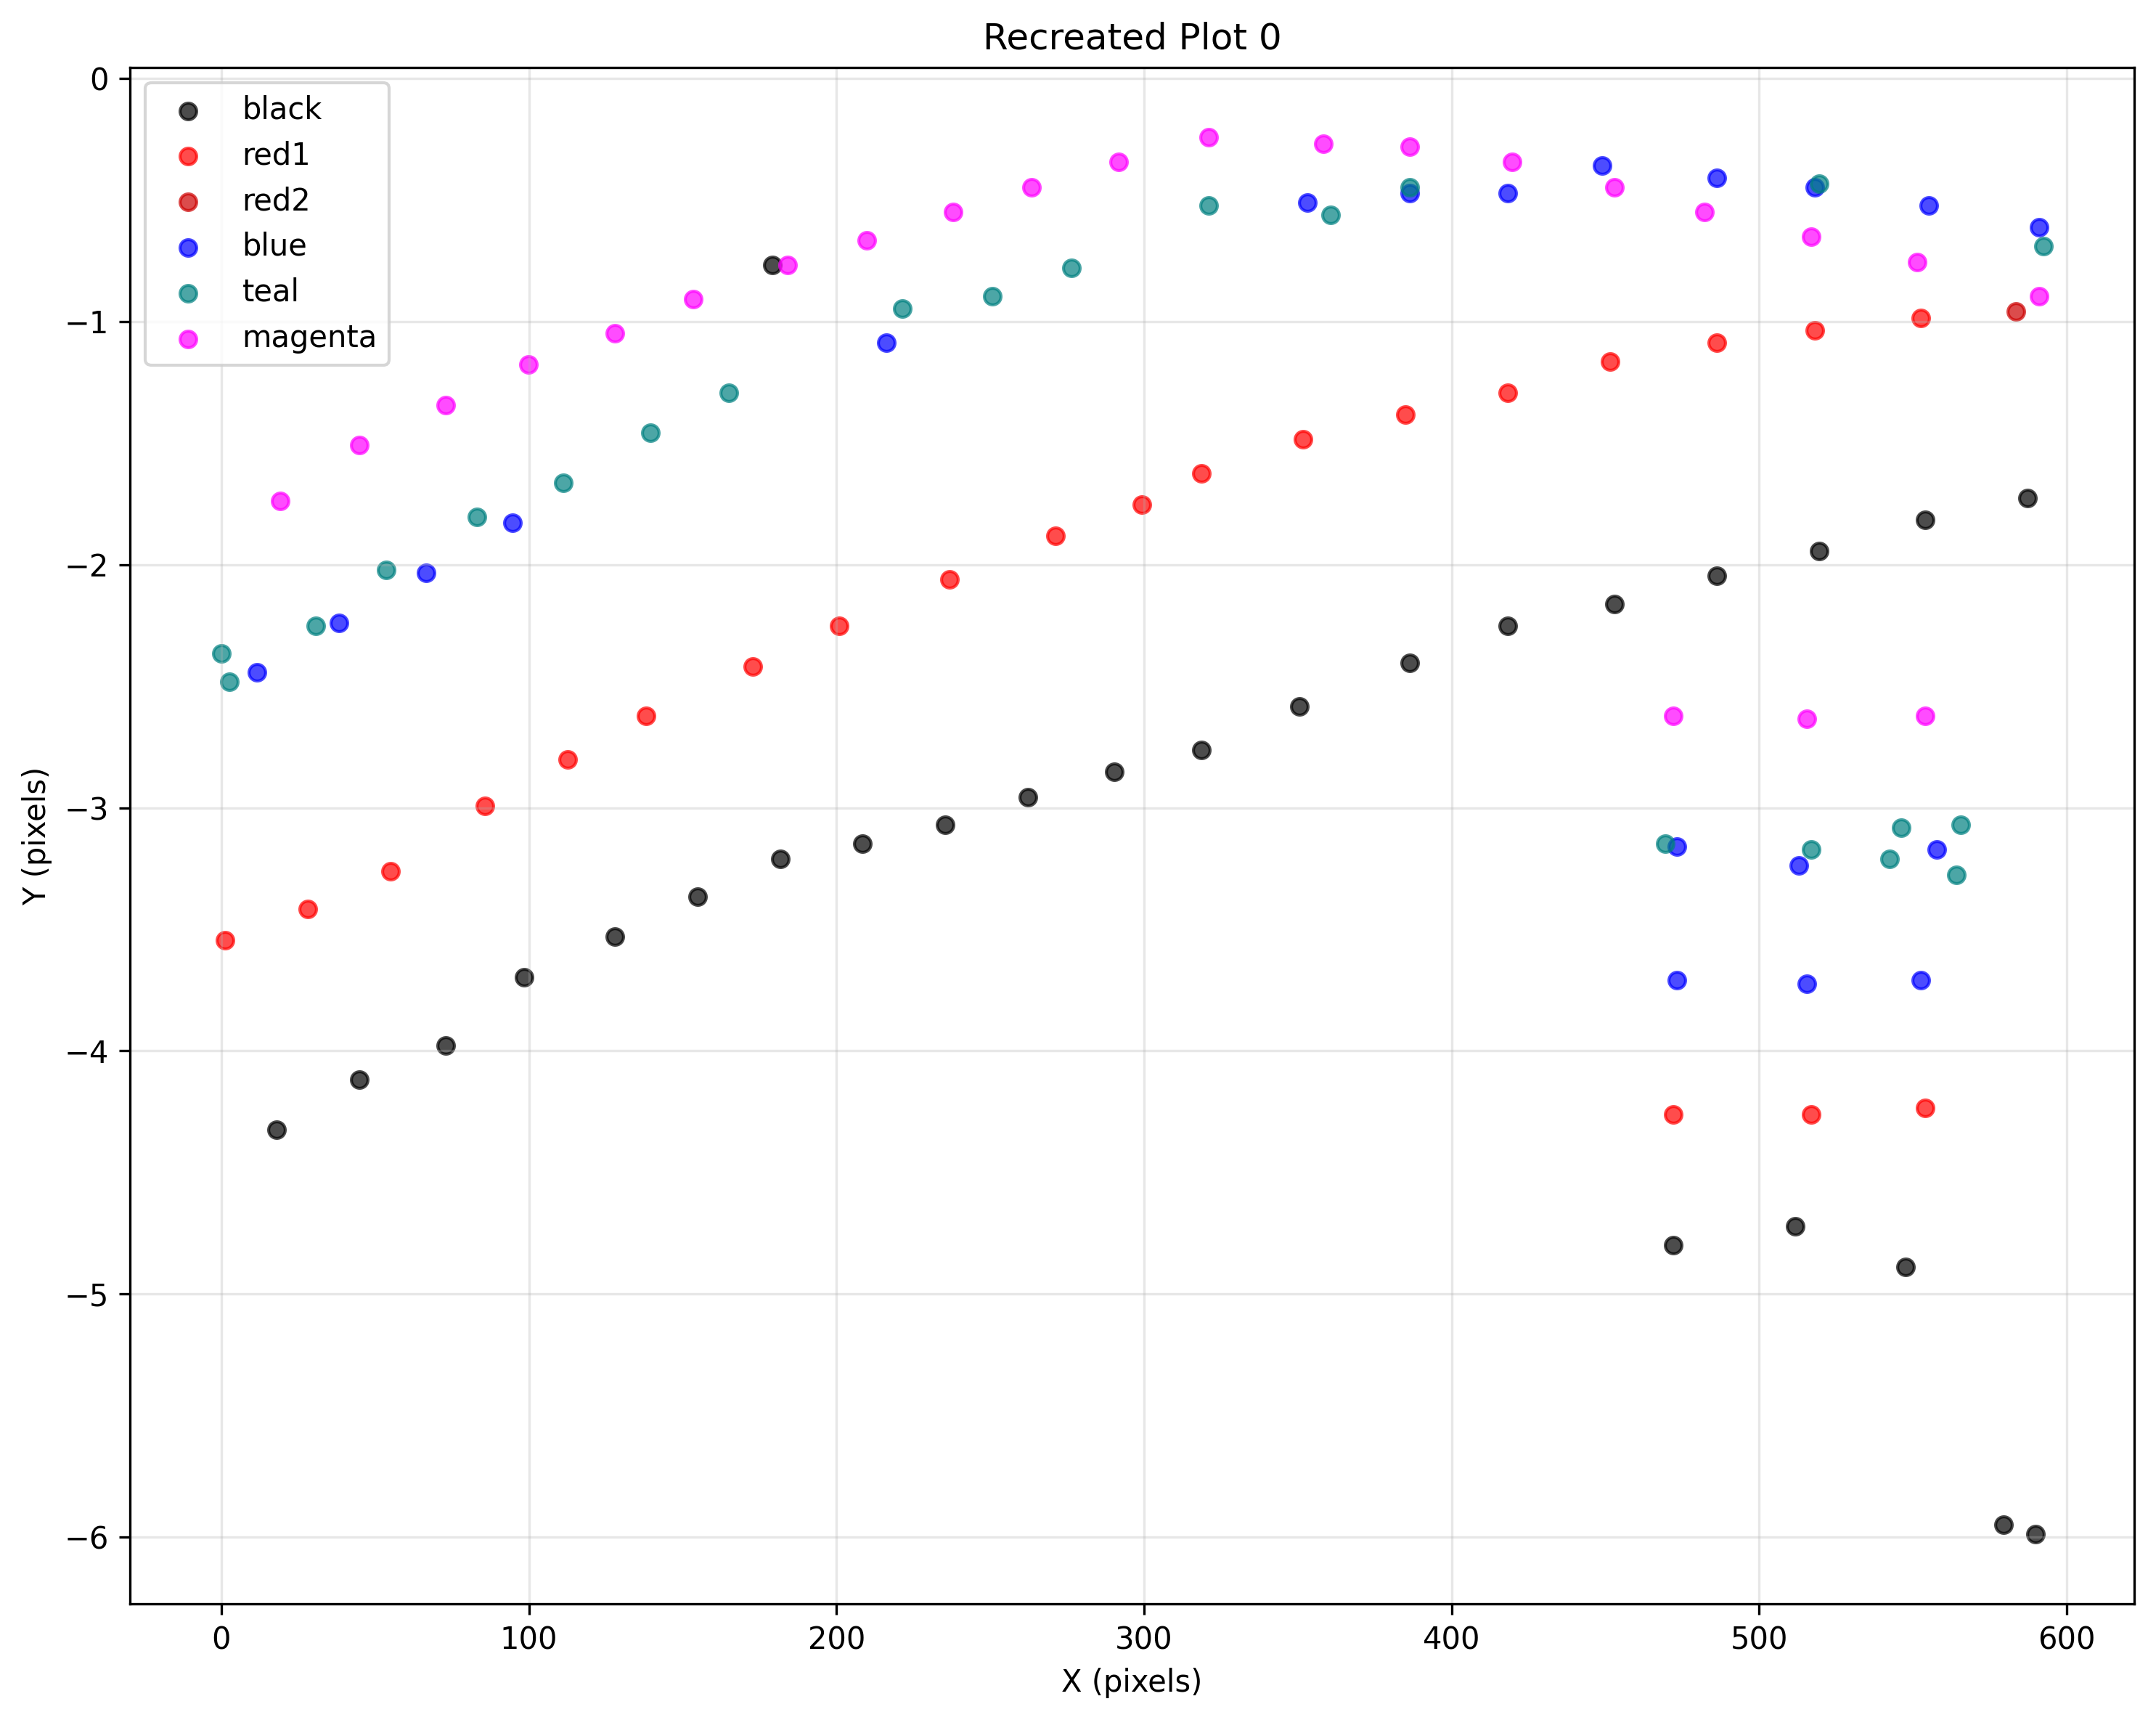 Recreated Plot 0
0
−1
−2
−3
−4
−5
−6
Y (pixels)
black
red1
red2
blue
teal
magenta
0 100 200 300 400 500 600
X (pixels)